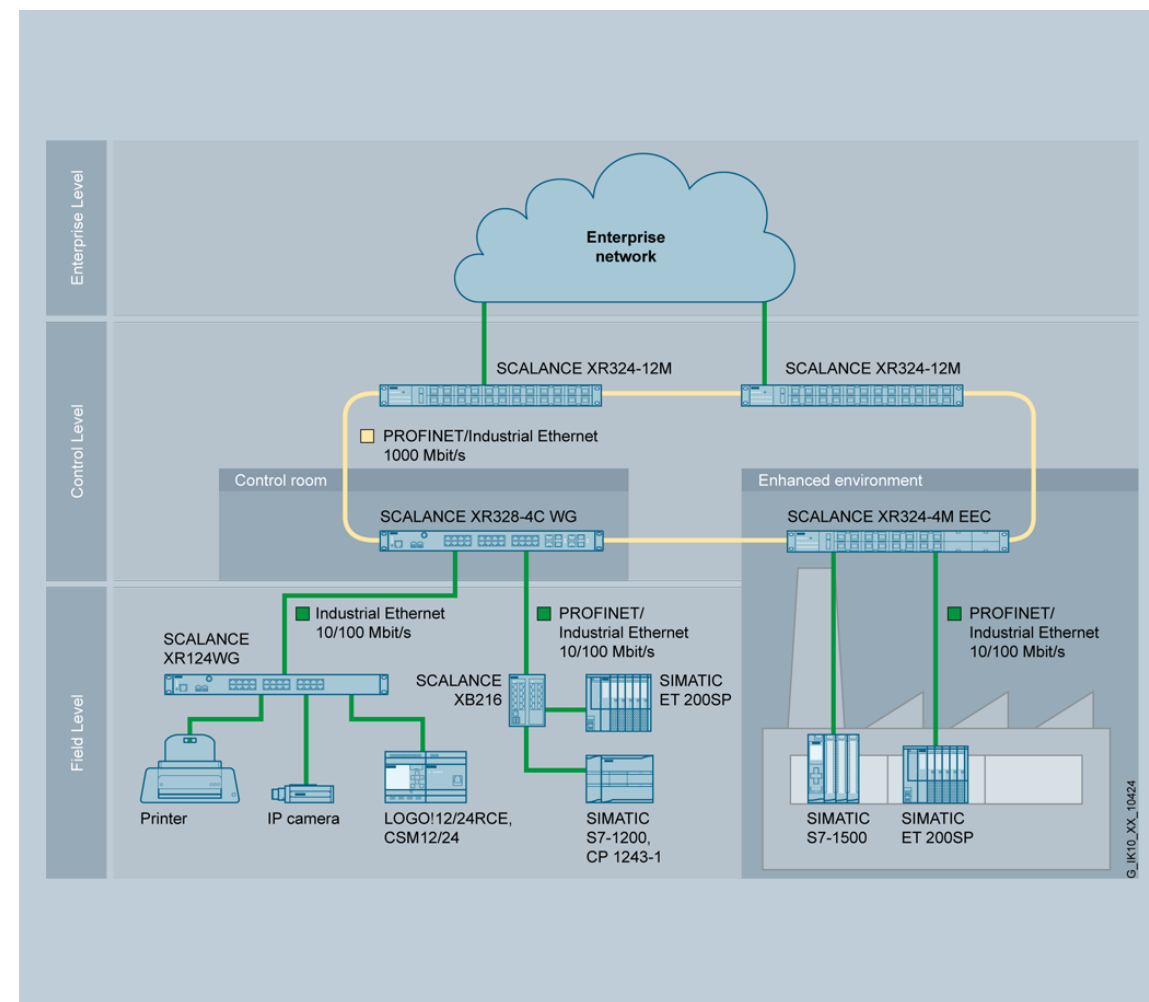 Enterprise Level
Enterprise
network
Control Level
SCALANCE XR324-12M
SCALANCE XR324-12M
PROFINET/Industrial Ethernet
1000 Mbit/s
Control room
Enhanced environment
SCALANCE XR328-4C WG
SCALANCE XR324-4M EEC
Field Level
Industrial Ethernet
10/100 Mbit/s
PROFINET/
Industrial Ethernet
10/100 Mbit/s
PROFINET/
Industrial Ethernet
10/100 Mbit/s
SCALANCE
XR124WG
SCALANCE
XB216
SIMATIC
ET 200SP
Printer
IP camera
LOGO!12/24RCE,
CSM12/24
SIMATIC
S7-1200,
CP 1243-1
SIMATIC
S7-1500
SIMATIC
ET 200SP
G_IK10_XX_10424